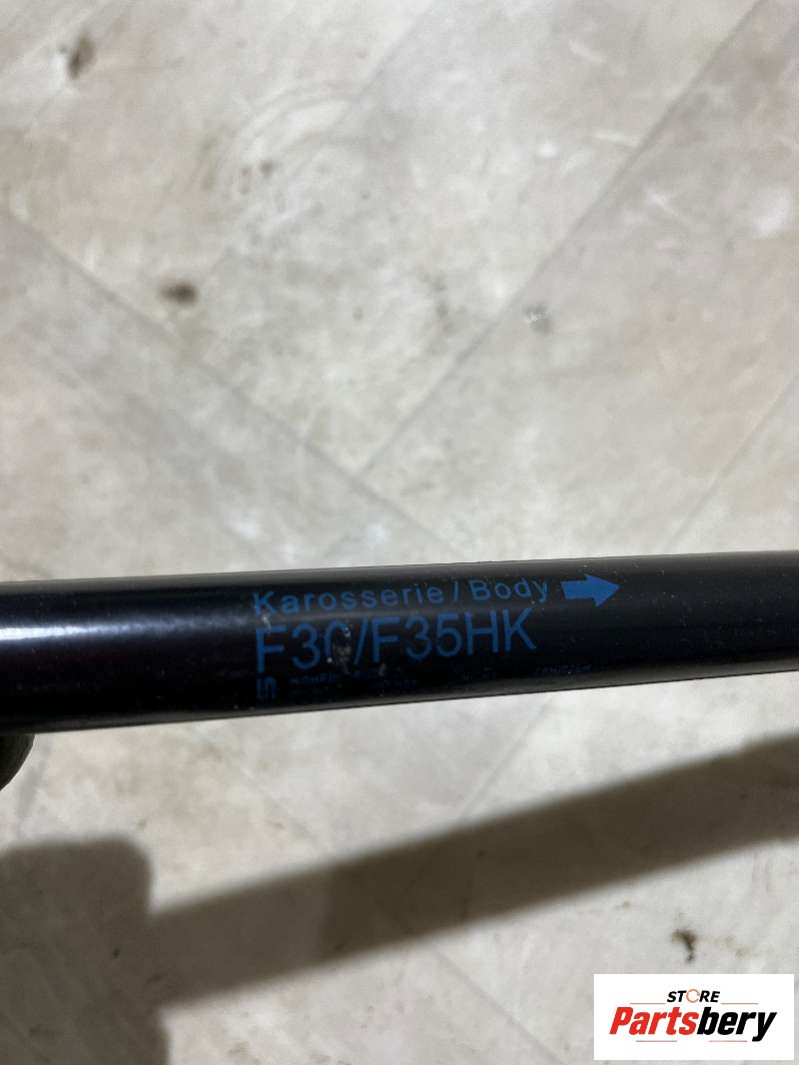 Karosserie / Body
F30/F35HK
STORE
Partsbery